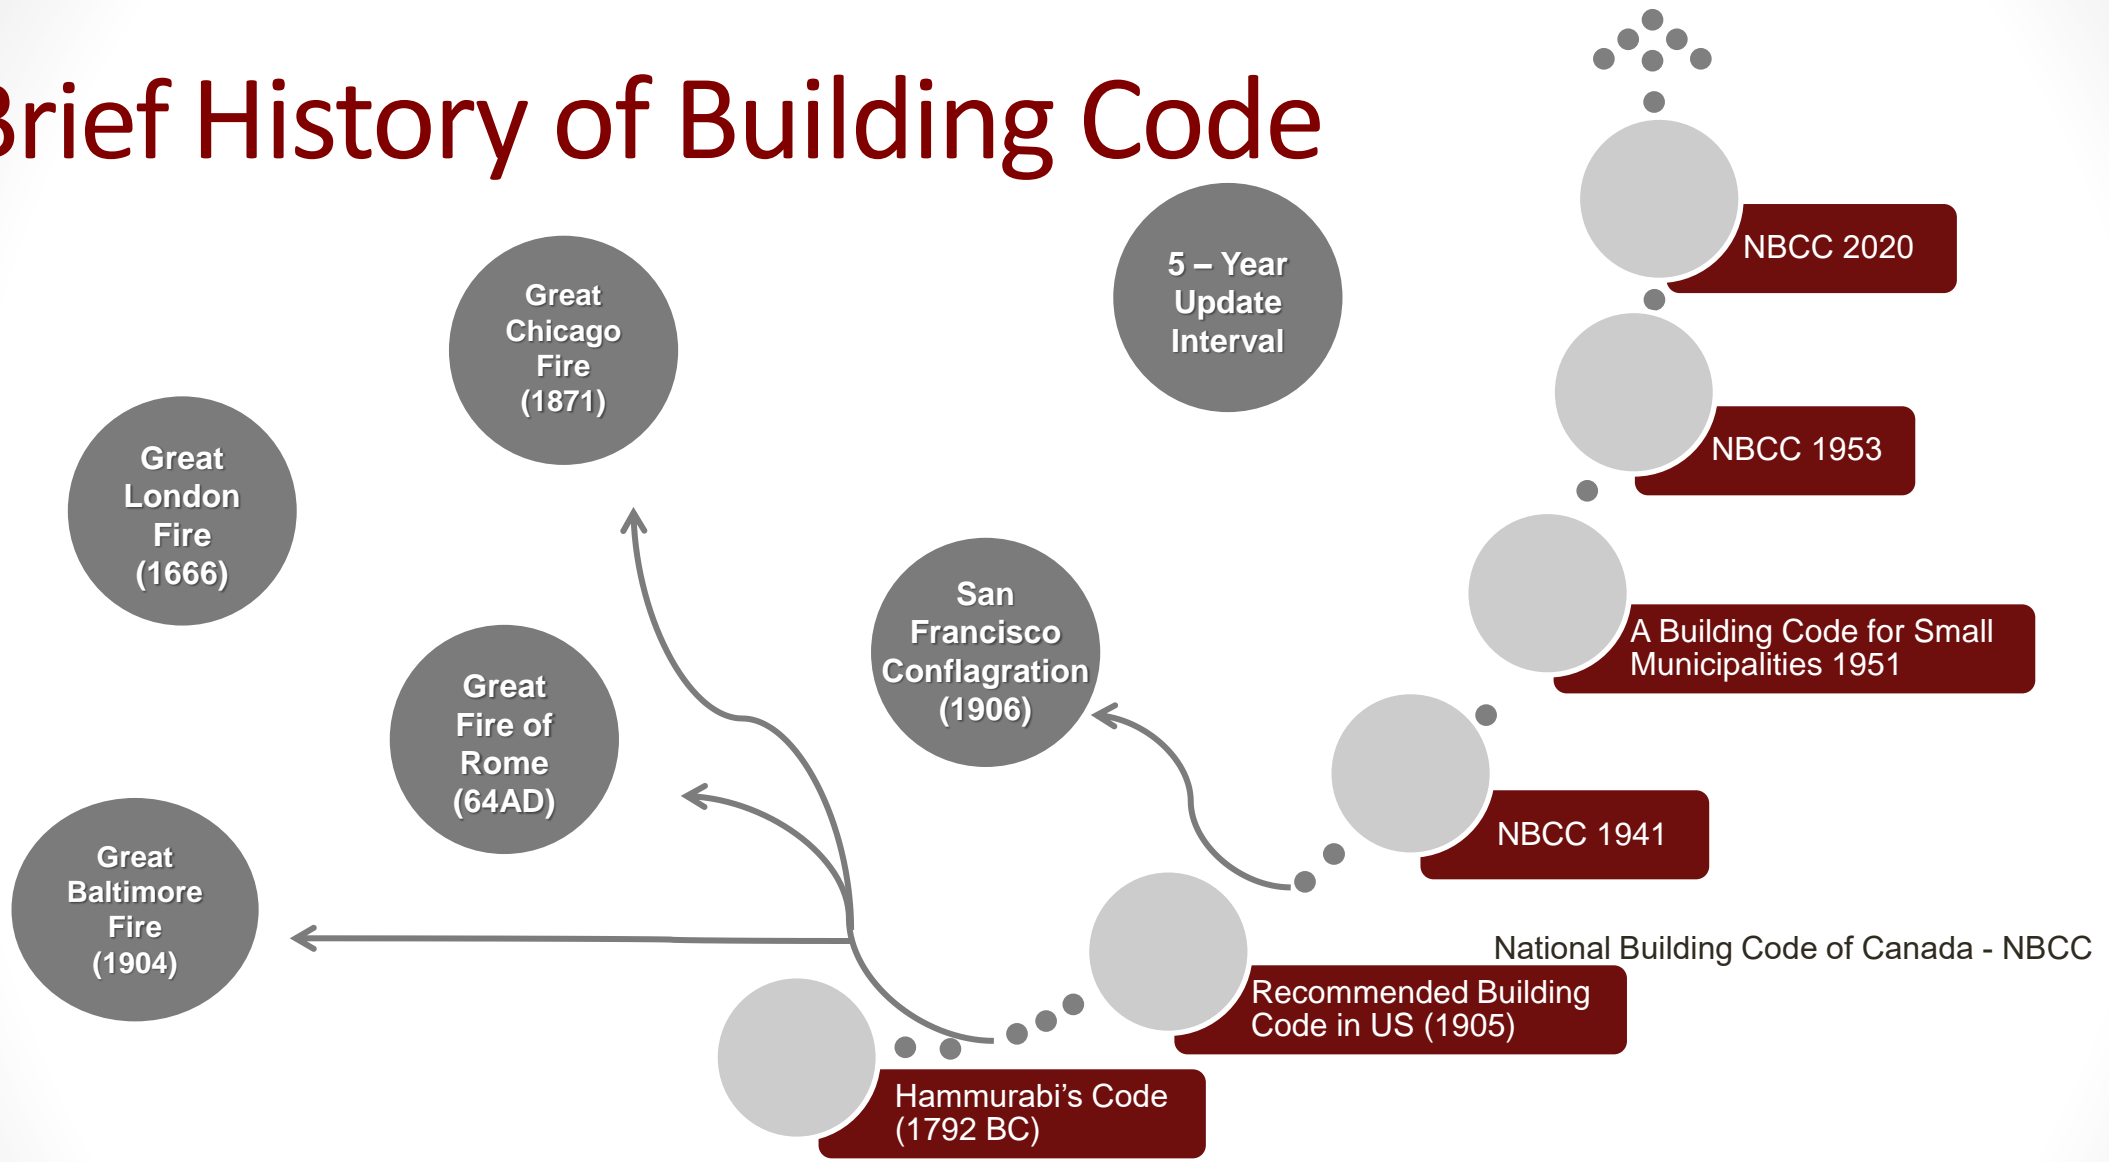 Brief History of Building Code
5 – Year
Update
Interval
NBCC 2020
Great
Chicago
Fire
(1871)
NBCC 1953
Great
London
Fire
(1666)
San
Francisco
Conflagration
(1906)
A Building Code for Small
Municipalities 1951
Great
Fire of
Rome
(64AD)
NBCC 1941
Great
Baltimore
Fire
(1904)
National Building Code of Canada - NBCC
Recommended Building
Code in US (1905)
Hammurabi’s Code
(1792 BC)